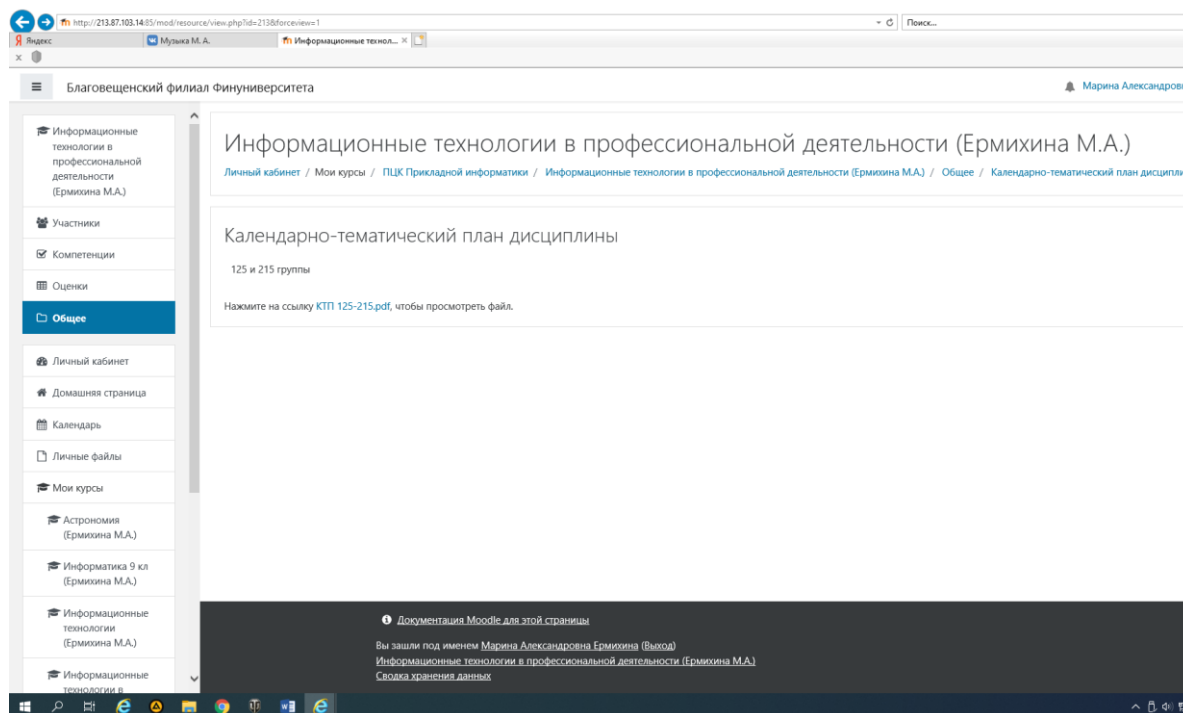 http://213.87.103.14:85/mod/resource/view.php?id=213&forceview=1
Поиск...
Яндекс
Музыка М. А.
Информационные технол...
Благовещенский филиал Финуниверситета
Марина Александров
Информационные
технологии в
профессиональной
деятельности
(Ермихина М.А.)
Участники
Компетенции
Оценки
Общее
Личный кабинет
Домашняя страница
Календарь
Личные файлы
Мои курсы
Астрономия
(Ермихина М.А.)
Информатика 9 кл
(Ермихина М.А.)
Информационные
технологии
(Ермихина М.А.)
Информационные
технологии в
Информационные технологии в профессиональной деятельности (Ермихина М.А.)
Личный кабинет / Мои курсы / ПЦК Прикладной информатики / Информационные технологии в профессиональной деятельности (Ермихина М.А.) / Общее / Календарно-тематический план дисципли
Календарно-тематический план дисциплины
125 и 215 группы
Нажмите на ссылку КТП 125-215.pdf, чтобы просмотреть файл.
Документация Moodle для этой страницы
Вы зашли под именем Марина Александровна Ермихина (Выход)
Информационные технологии в профессиональной деятельности (Ермихина М.А.)
Сводка хранения данных